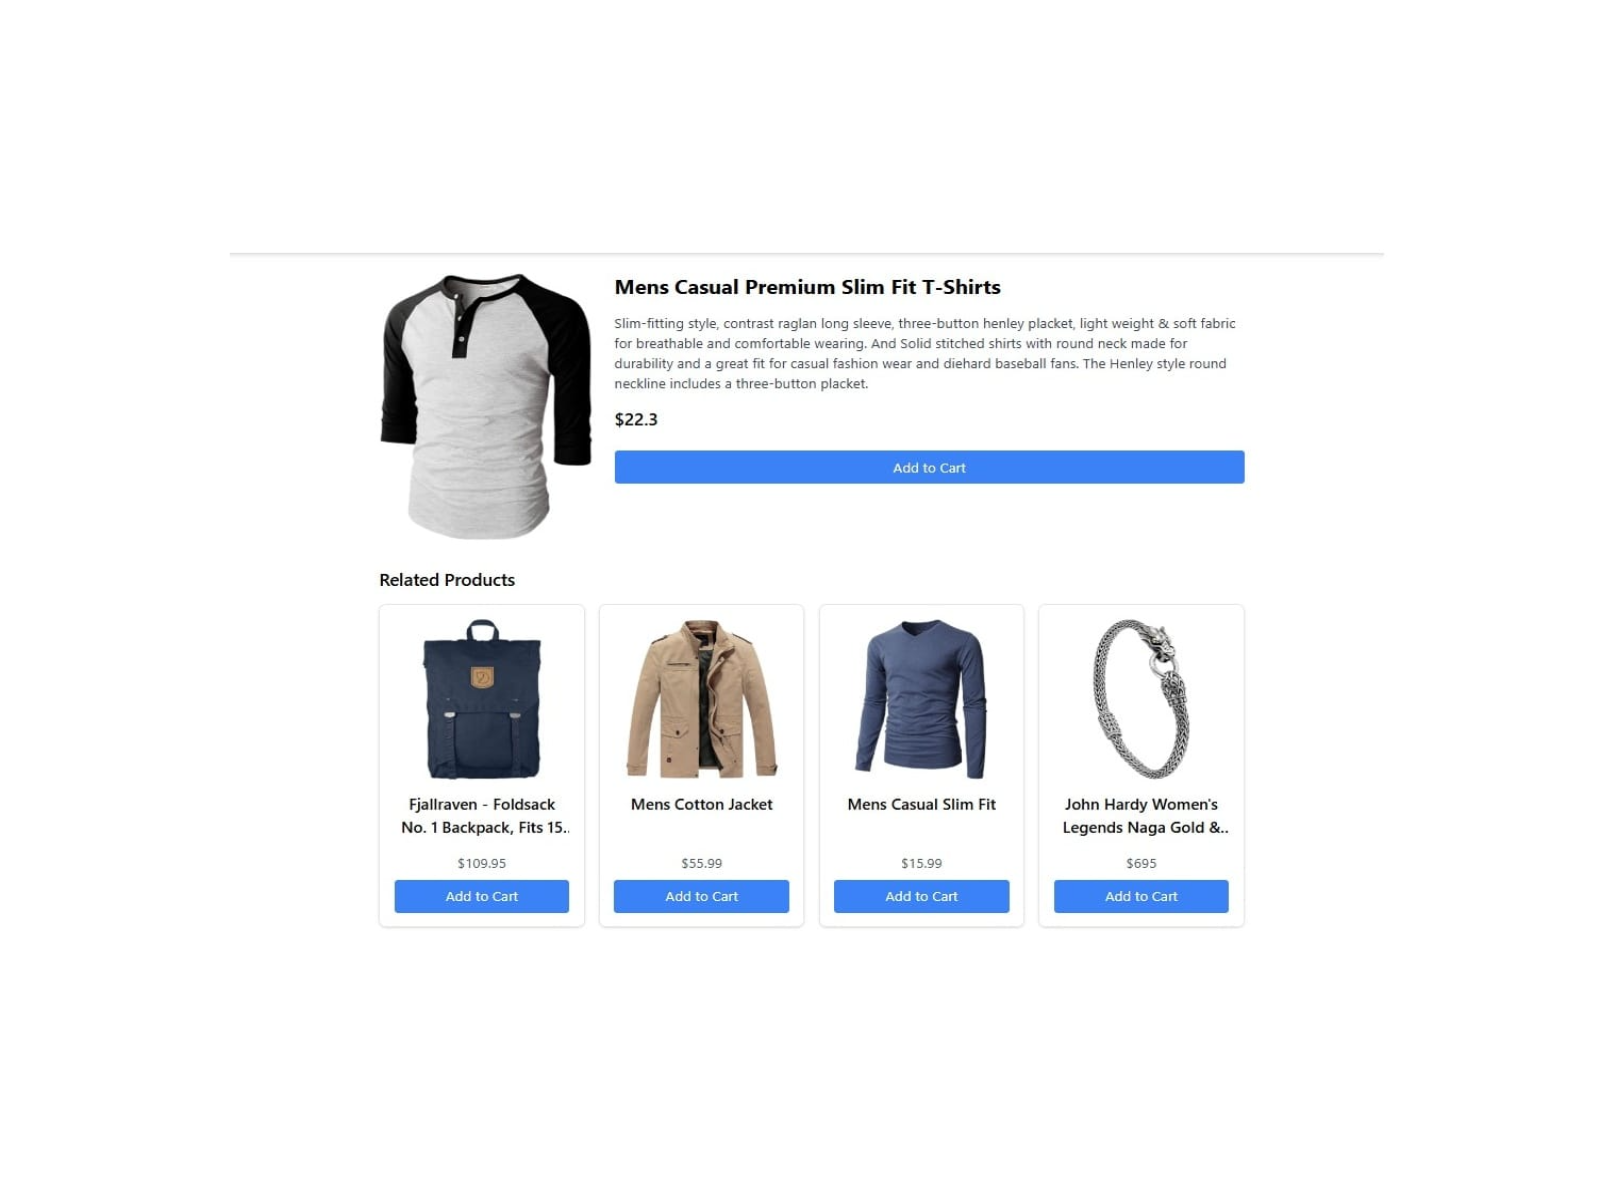 Mens Casual Premium Slim Fit T-Shirts
Slim-fitting style, contrast raglan long sleeve, three-button henley placket, light weight & soft fabric
for breathable and comfortable wearing. And Solid stitched shirts with round neck made for
durability and a great fit for casual fashion wear and diehard baseball fans. The Henley style round
neckline includes a three-button placket.
$22.3
Add to Cart
Related Products
Fjallraven - Foldsack
No. 1 Backpack, Fits 15..
$109.95
Add to Cart
Mens Cotton Jacket
$55.99
Add to Cart
Mens Casual Slim Fit
$15.99
Add to Cart
John Hardy Women's
Legends Naga Gold &..
$695
Add to Cart